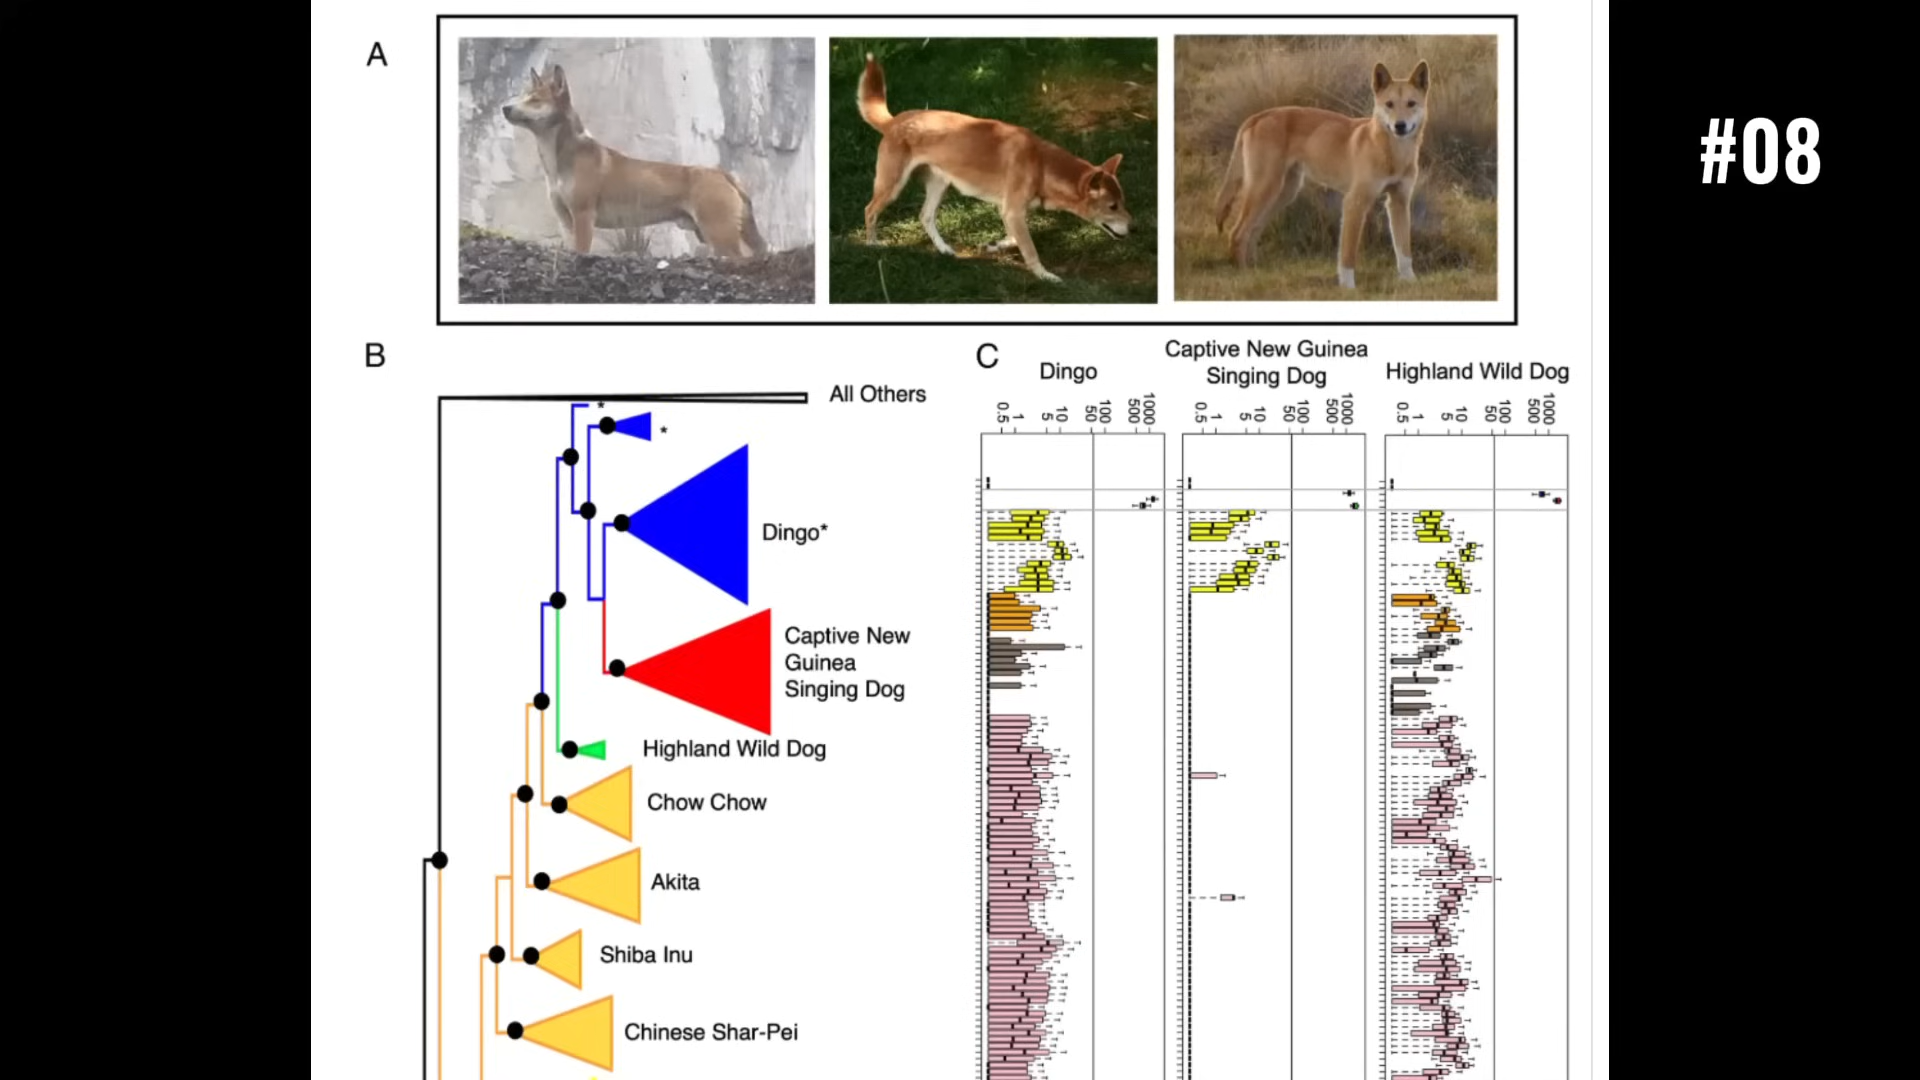 A
#08
B
C
Dingo
Captive New Guinea
Singing Dog
Highland Wild Dog
0.5 1 5 10 50 100 500 1000
0.5 1 5 10 50 100 500 1000
0.5 1 5 10 50 100 500 1000
All Others
*
*
Dingo*
Captive New
Guinea
Singing Dog
Highland Wild Dog
Chow Chow
Akita
Shiba Inu
Chinese Shar-Pei